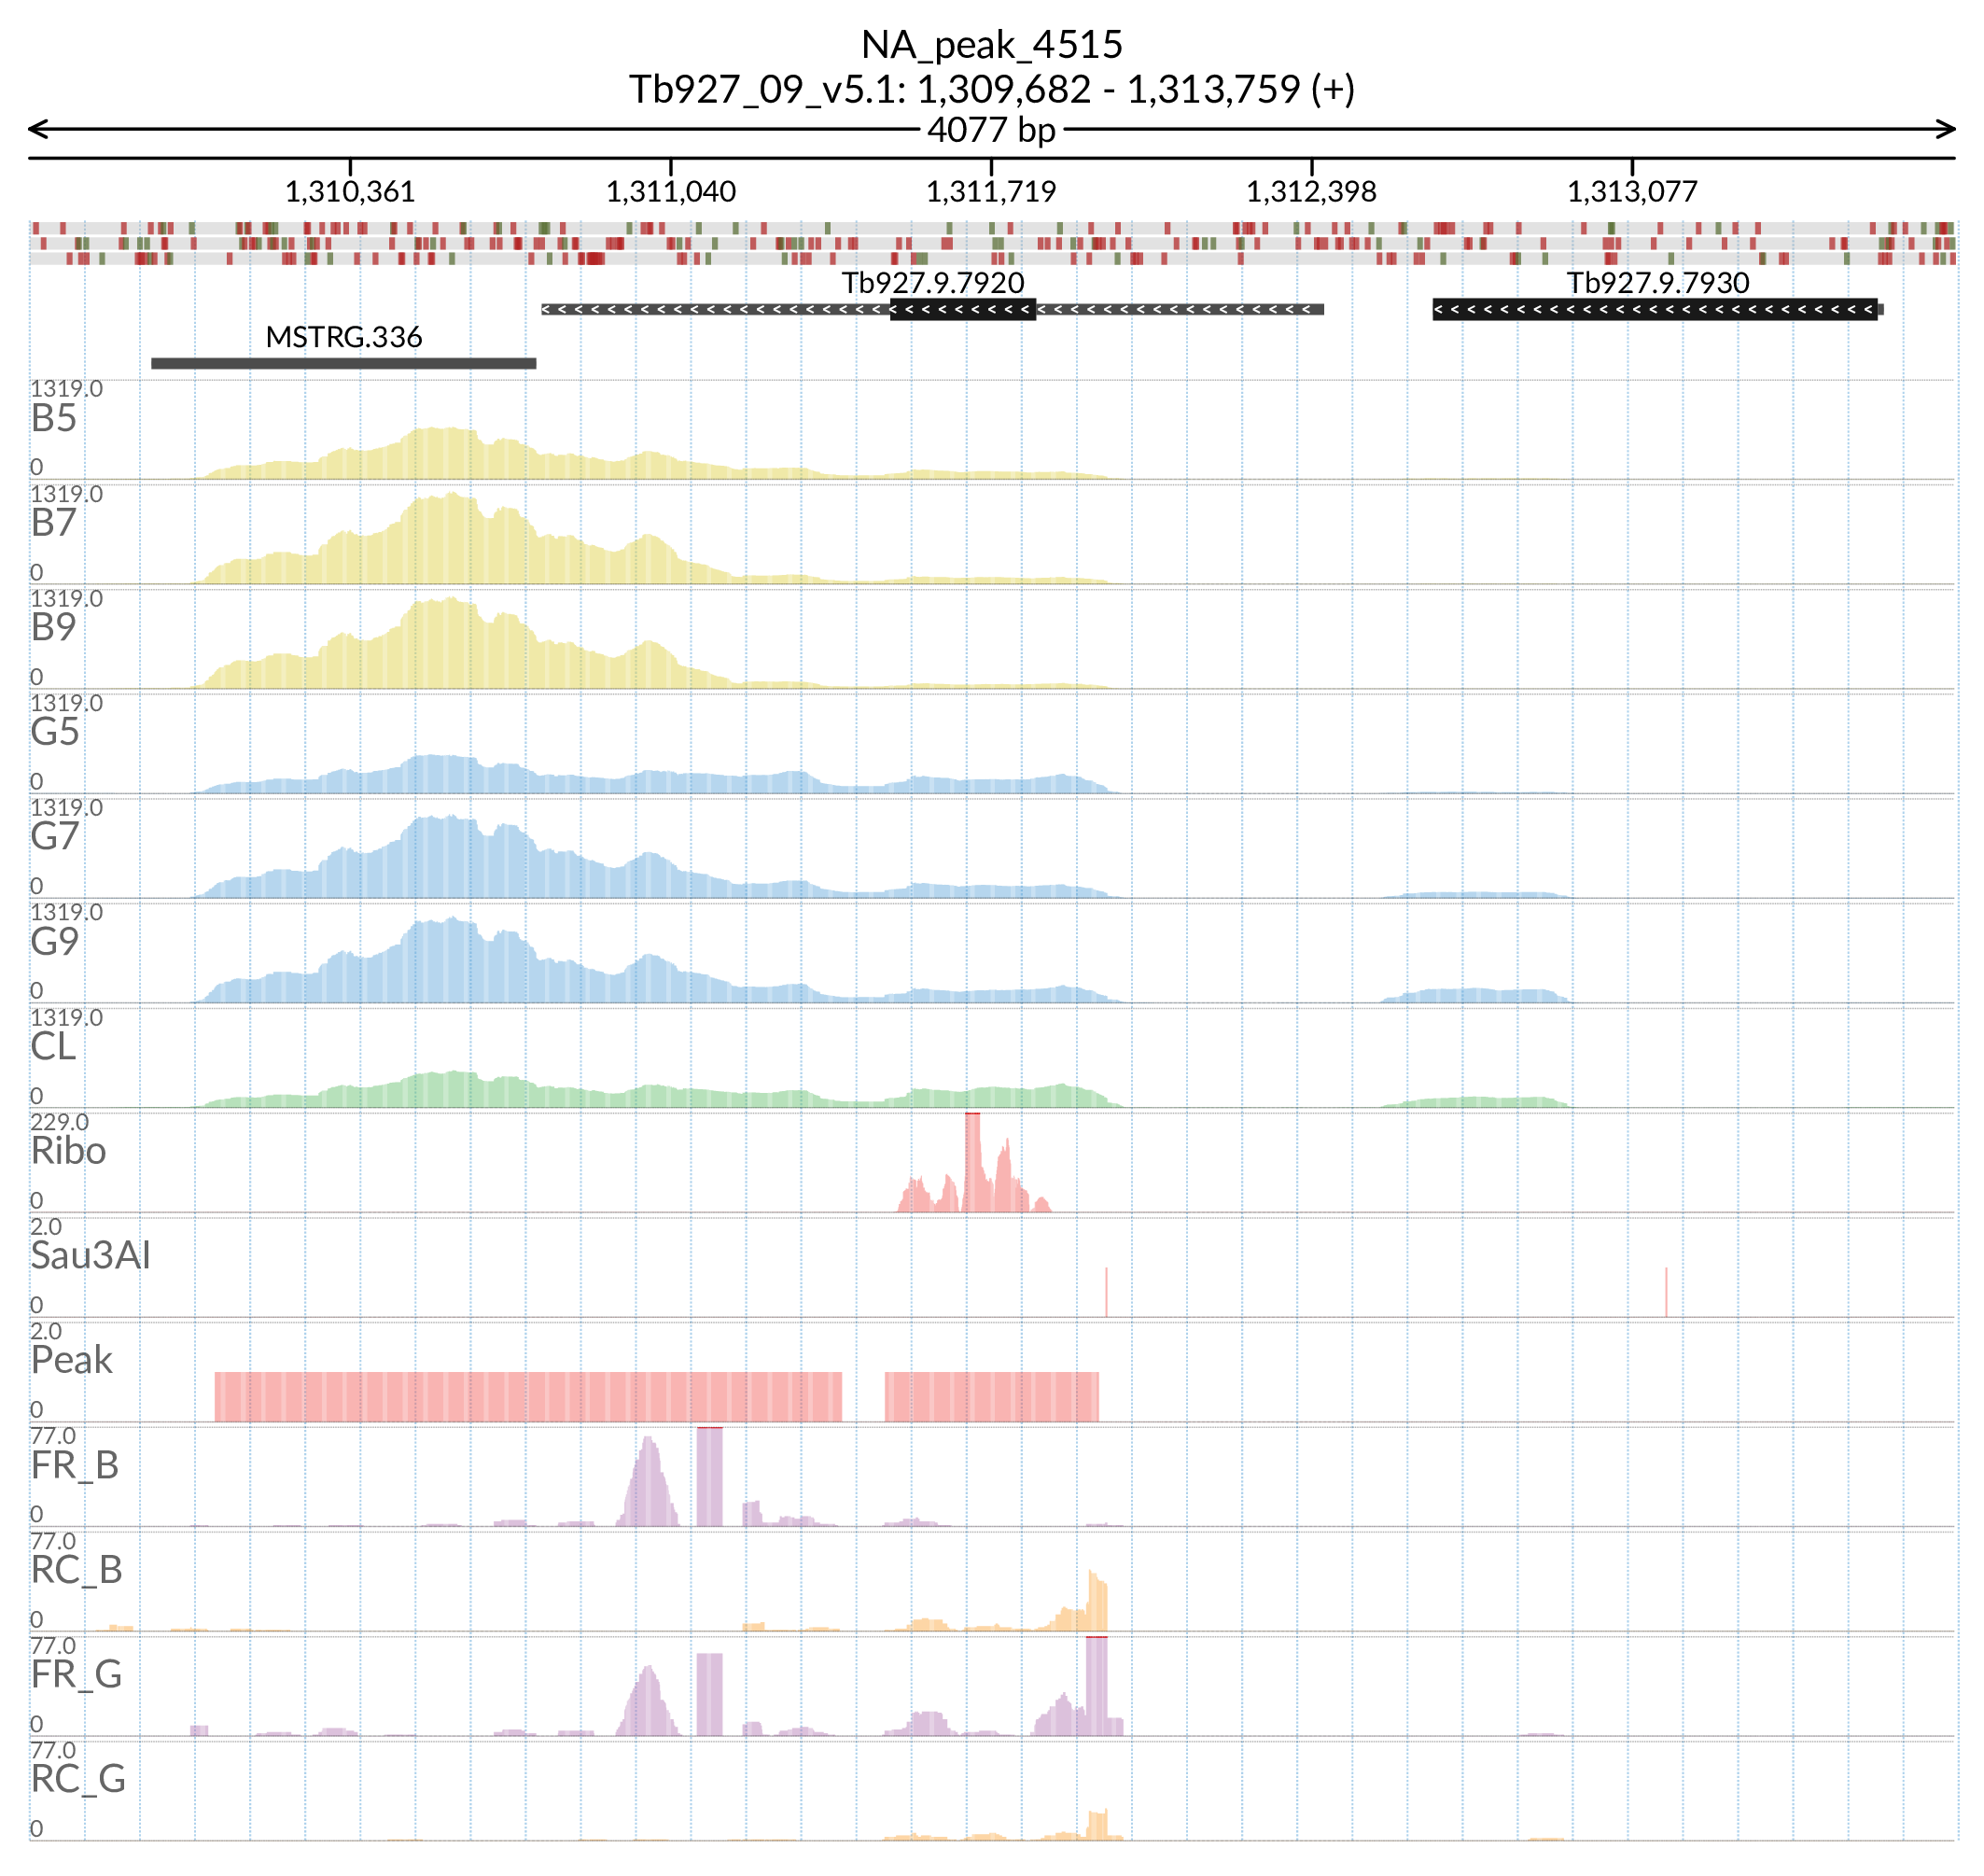 NA_peak_4515
Tb927_09_v5.1: 1,309,682 - 1,313,759 (+)
4077 bp
1,310,361 1,311,040 1,311,719 1,312,398 1,313,077
Tb927.9.7920 Tb927.9.7930
MSTRG.336
1319.0
B5
0
1319.0
B7
0
1319.0
B9
0
1319.0
G5
0
1319.0
G7
0
1319.0
G9
0
1319.0
CL
0
229.0
Ribo
0
2.0
Sau3AI
0
2.0
Peak
0
77.0
FR_B
0
77.0
RC_B
0
77.0
FR_G
0
77.0
RC_G
0